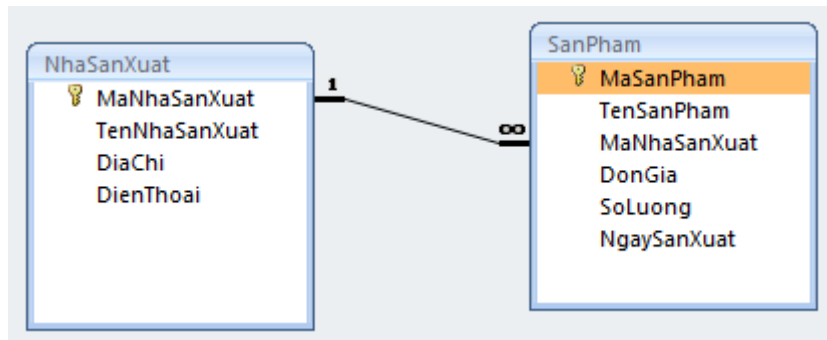 NhaSanXuat
MaNhaSanXuat
TenNhaSanXuat
DiaChi
DienThoai
1
∞
SanPham
MaSanPham
TenSanPham
MaNhaSanXuat
DonGia
SoLuong
NgaySanXuat